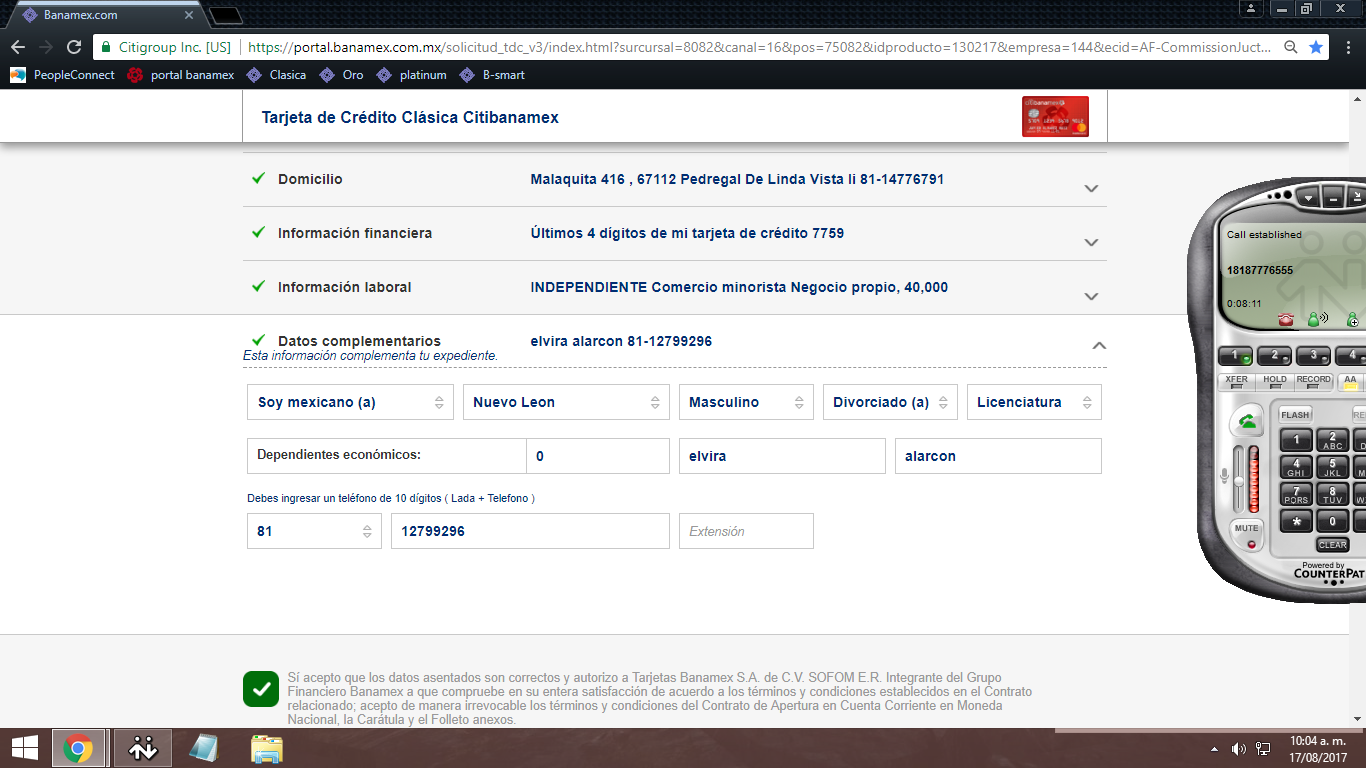 Banamex.com
Citigroup Inc. [US]
https://portal.banamex.com.mx/solicitud_tdc_v3/index.html?surcursal=8082&canal=16&pos=75082&idproducto=130217&empresa=144&ecid=AF-CommissionJuct...
PeopleConnect
portal banamex
Clasica
Oro
platinum
B-smart
Tarjeta de Crédito Clásica Citibanamex
Domicilio
Malaquita 416 , 67112 Pedregal De Linda Vista Ii 81-14776791
Información financiera
Últimos 4 dígitos de mi tarjeta de crédito 7759
Información laboral
INDEPENDIENTE Comercio minorista Negocio propio, 40,000
Datos complementarios
elvira alarcon 81-12799296
Esta información complementa tu expediente.
Soy mexicano (a)
Nuevo Leon
Masculino
Divorciado (a)
Licenciatura
Dependientes económicos:
0
elvira
alarcon
Debes ingresar un teléfono de 10 dígitos ( Lada + Telefono )
81
12799296
Extensión
Sí acepto que los datos asentados son correctos y autorizo a Tarjetas Banamex S.A. de C.V. SOFOM E.R. Integrante del Grupo
Financiero Banamex a que compruebe en su entera satisfacción de acuerdo a los términos y condiciones establecidos en el Contrato
relacionado; acepto de manera irrevocable los términos y condiciones del Contrato de Apertura en Cuenta Corriente en Moneda
Nacional, la Carátula y el Folleto anexos.
Call established
18187776555
0:08:11
1
2
3
4
XFER
HOLD
RECORD
AA
FLASH
RE
1
2
ABC
4
GHI
5
JKL
7
PQRS
8
TUV
*
0
MUTE
CLEAR
Powered by
COUNTERPAT
10:04 a. m.
17/08/2017